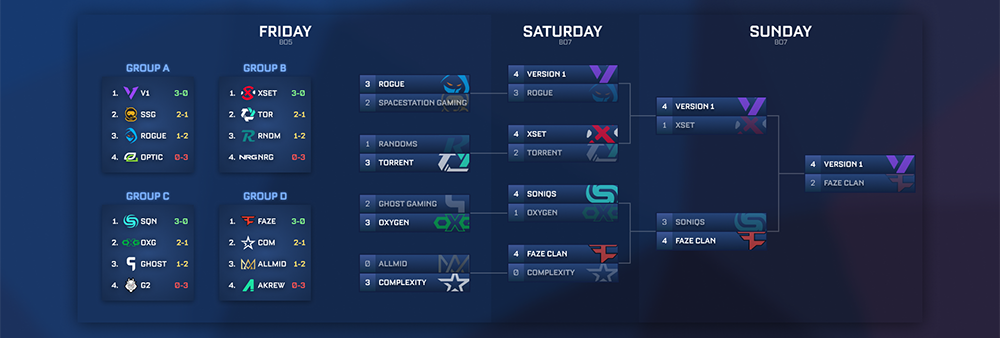 FRIDAY
BO5
GROUP A
1. V1 3-0
2. SSG 2-1
3. ROGUE 1-2
4. OPTIC 0-3
GROUP B
1. XSET 3-0
2. TOR 2-1
3. RNDM 1-2
4. NRG NRG 0-3
GROUP C
1. SQN 3-0
2. OXG 2-1
3. GHOST 1-2
4. G2 0-3
GROUP D
1. FAZE 3-0
2. COM 2-1
3. ALLMID 1-2
4. AKREW 0-3
3 ROGUE
2 SPACESTATION GAMING
1 RANDOMS
3 TORRENT
2 GHOST GAMING
3 OXYGEN
0 ALLMID
3 COMPLEXITY
SATURDAY
BO7
4 VERSION 1
3 ROGUE
4 XSET
2 TORRENT
4 SONIQS
1 OXYGEN
4 FAZE CLAN
0 COMPLEXITY
SUNDAY
BO7
4 VERSION 1
1 XSET
3 SONIQS
4 FAZE CLAN
4 VERSION 1
2 FAZE CLAN